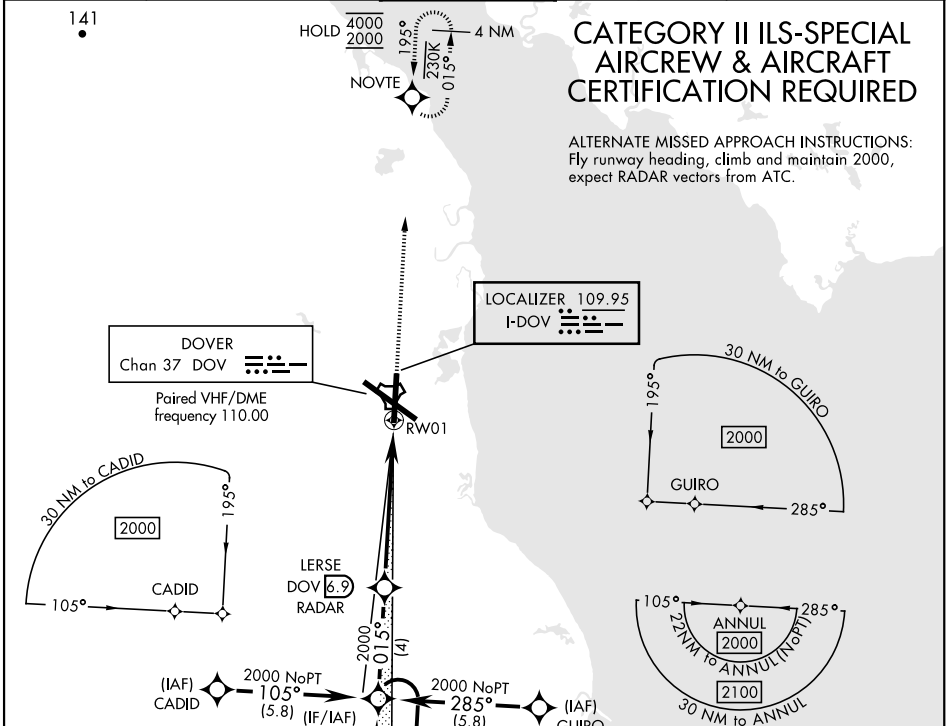 141
HOLD
4000
2000
195°
230K
015°
4 NM
NOVTE
CATEGORY II ILS-SPECIAL
AIRCREW & AIRCRAFT
CERTIFICATION REQUIRED
ALTERNATE MISSED APPROACH INSTRUCTIONS:
Fly runway heading, climb and maintain 2000,
expect RADAR vectors from ATC.
LOCALIZER 109.95
I-DOV
DOVER
Chan 37 DOV
Paired VHF/DME
frequency 110.00
RW01
30 NM to GUIRO
195°
2000
GUIRO
285°
30 NM to CADID
195°
2000
CADID
105°
LERSE
DOV 6.9
RADAR
2000
015°
(4)
105°
285°
ANNUL
2000
22NM to ANNUL (NoPT)
2100
30 NM to ANNUL
(IAF)
CADID
2000 NoPT
105°
(5.8)
(IF/IAF)
2000 NoPT
285°
(5.8)
(IAF)
GUIRO